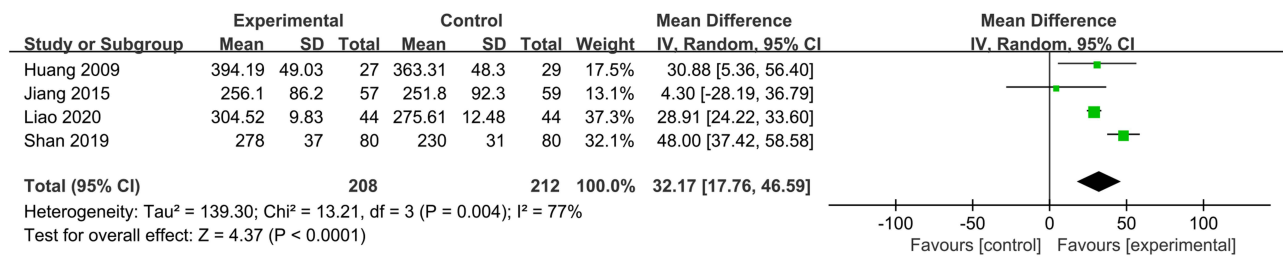 Experimental Control Mean Difference Mean Difference
Study or Subgroup Mean SD Total Mean SD Total Weight IV, Random, 95% CI IV, Random, 95% CI
Huang 2009 394.19 49.03 27 363.31 48.3 29 17.5% 30.88 [5.36, 56.40]
Jiang 2015 256.1 86.2 57 251.8 92.3 59 13.1% 4.30 [-28.19, 36.79]
Liao 2020 304.52 9.83 44 275.61 12.48 44 37.3% 28.91 [24.22, 33.60]
Shan 2019 278 37 80 230 31 80 32.1% 48.00 [37.42, 58.58]
Total (95% CI) 208 212 100.0% 32.17 [17.76, 46.59]
Heterogeneity: Tau² = 139.30; Chi² = 13.21, df = 3 (P = 0.004); I² = 77%
Test for overall effect: Z = 4.37 (P < 0.0001)
-100 -50 0 50 100
Favours [control] Favours [experimental]